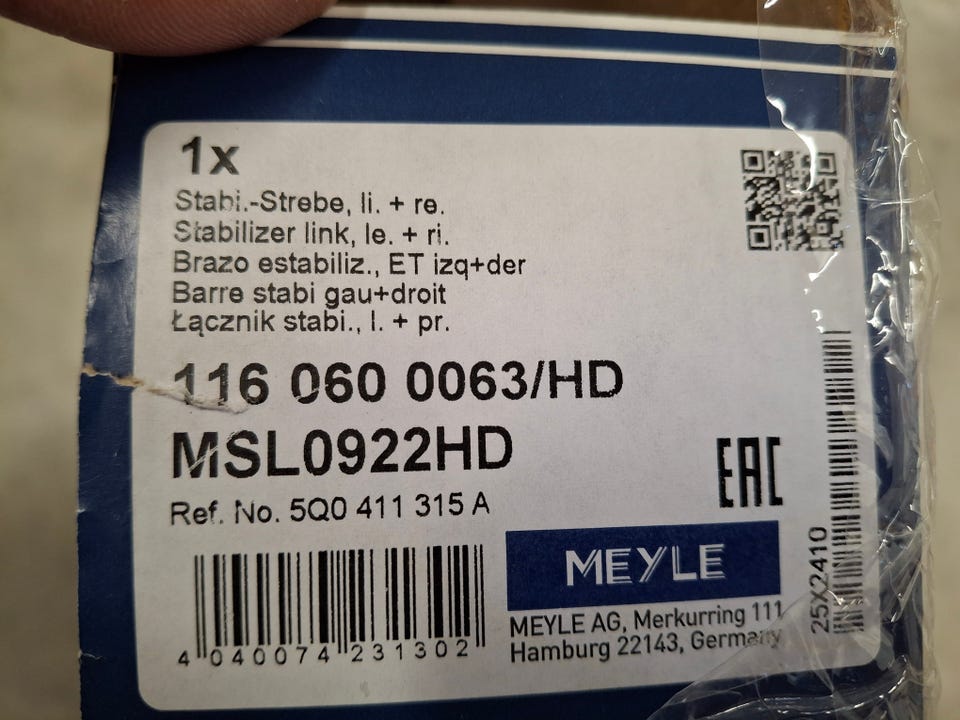 1x
Stabi.-Strebe, li. + re.
Stabilizer link, le. + ri.
Brazo estabiliz., ET izq+der
Barre stabi gau+droit
Łącznik stabi., l. + pr.
116 060 0063/HD
MSL0922HD
Ref. No. 5Q0 411 315 A
EAC
MEYLE
MEYLE AG, Merkurring 111
Hamburg 22143, Germany
4 040074 231302
25X2410